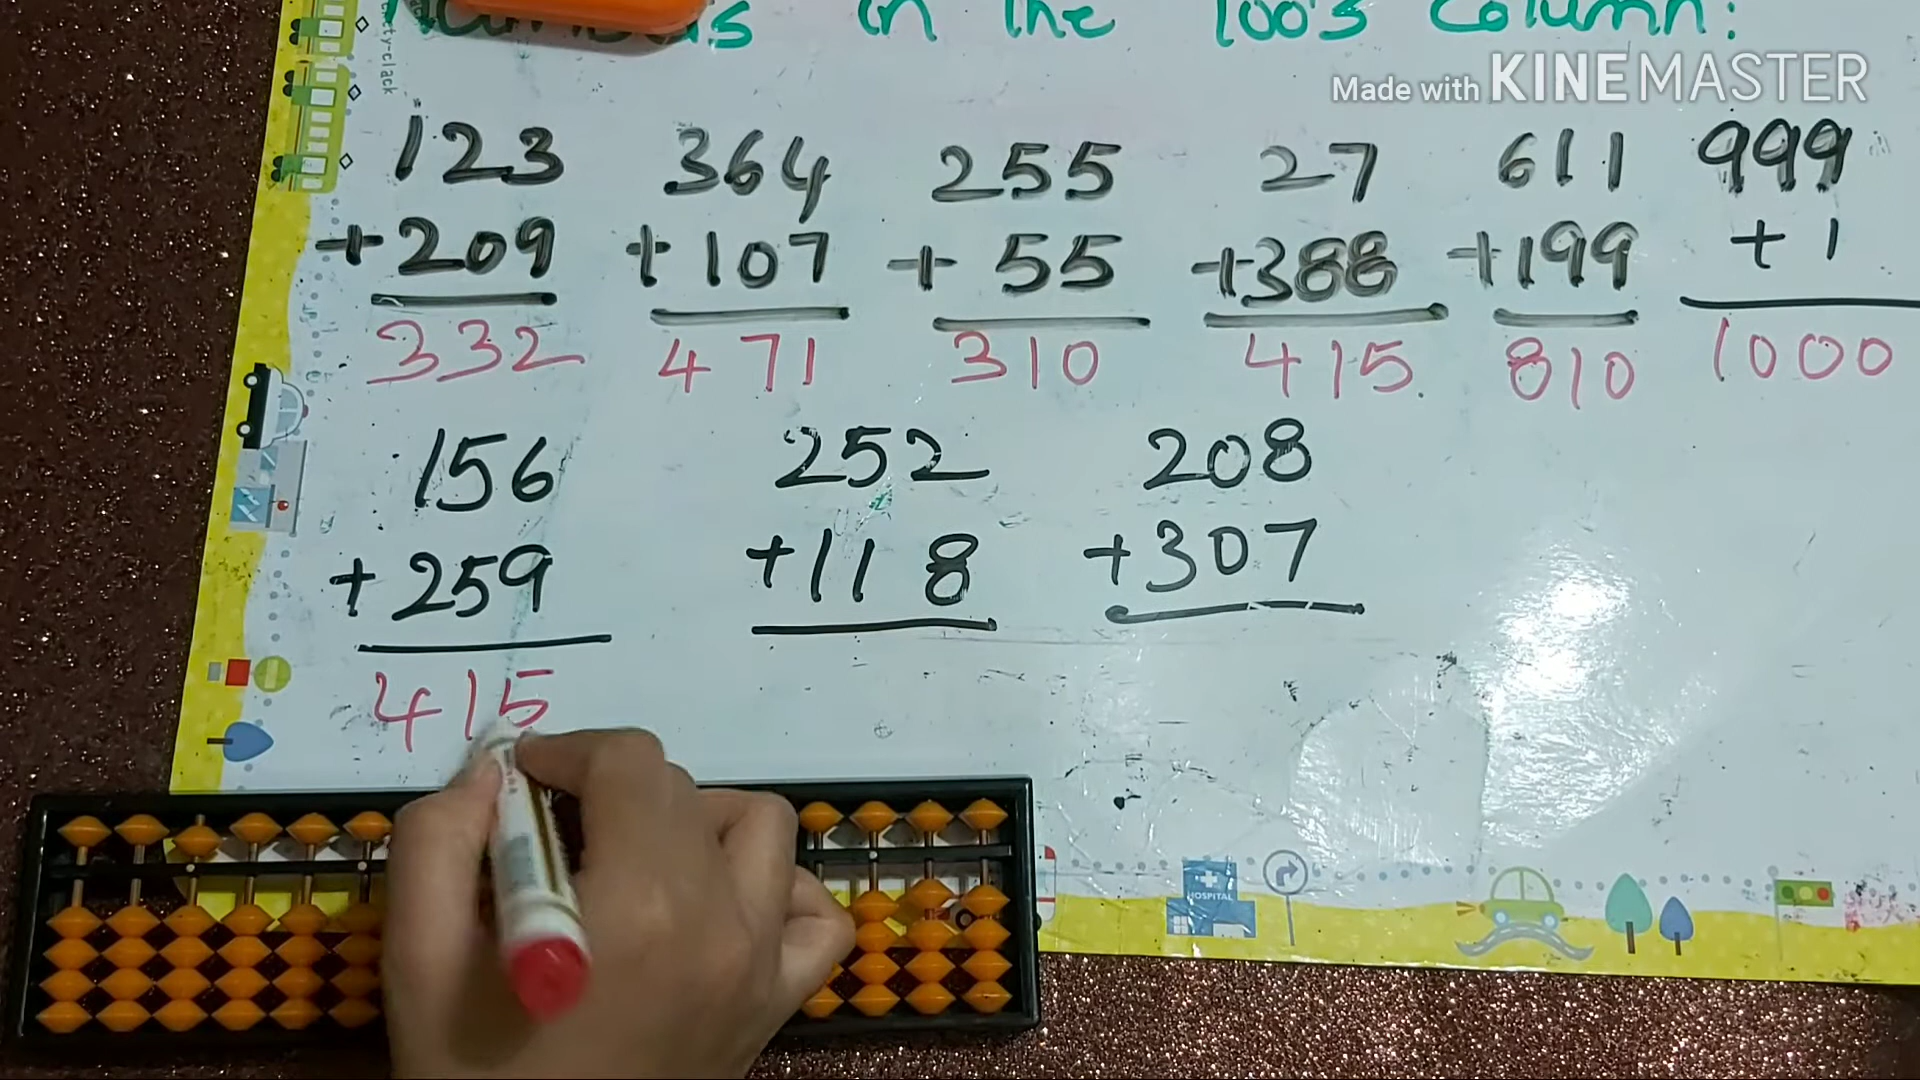 in the 100's column:
Made with KINEMASTER
123 364 255 27 611 999
+209 +107 +55 +388 +199 +1
332 471 310 415 810 1000
156 252 208
+259 +118 +307
415
HOSPITAL